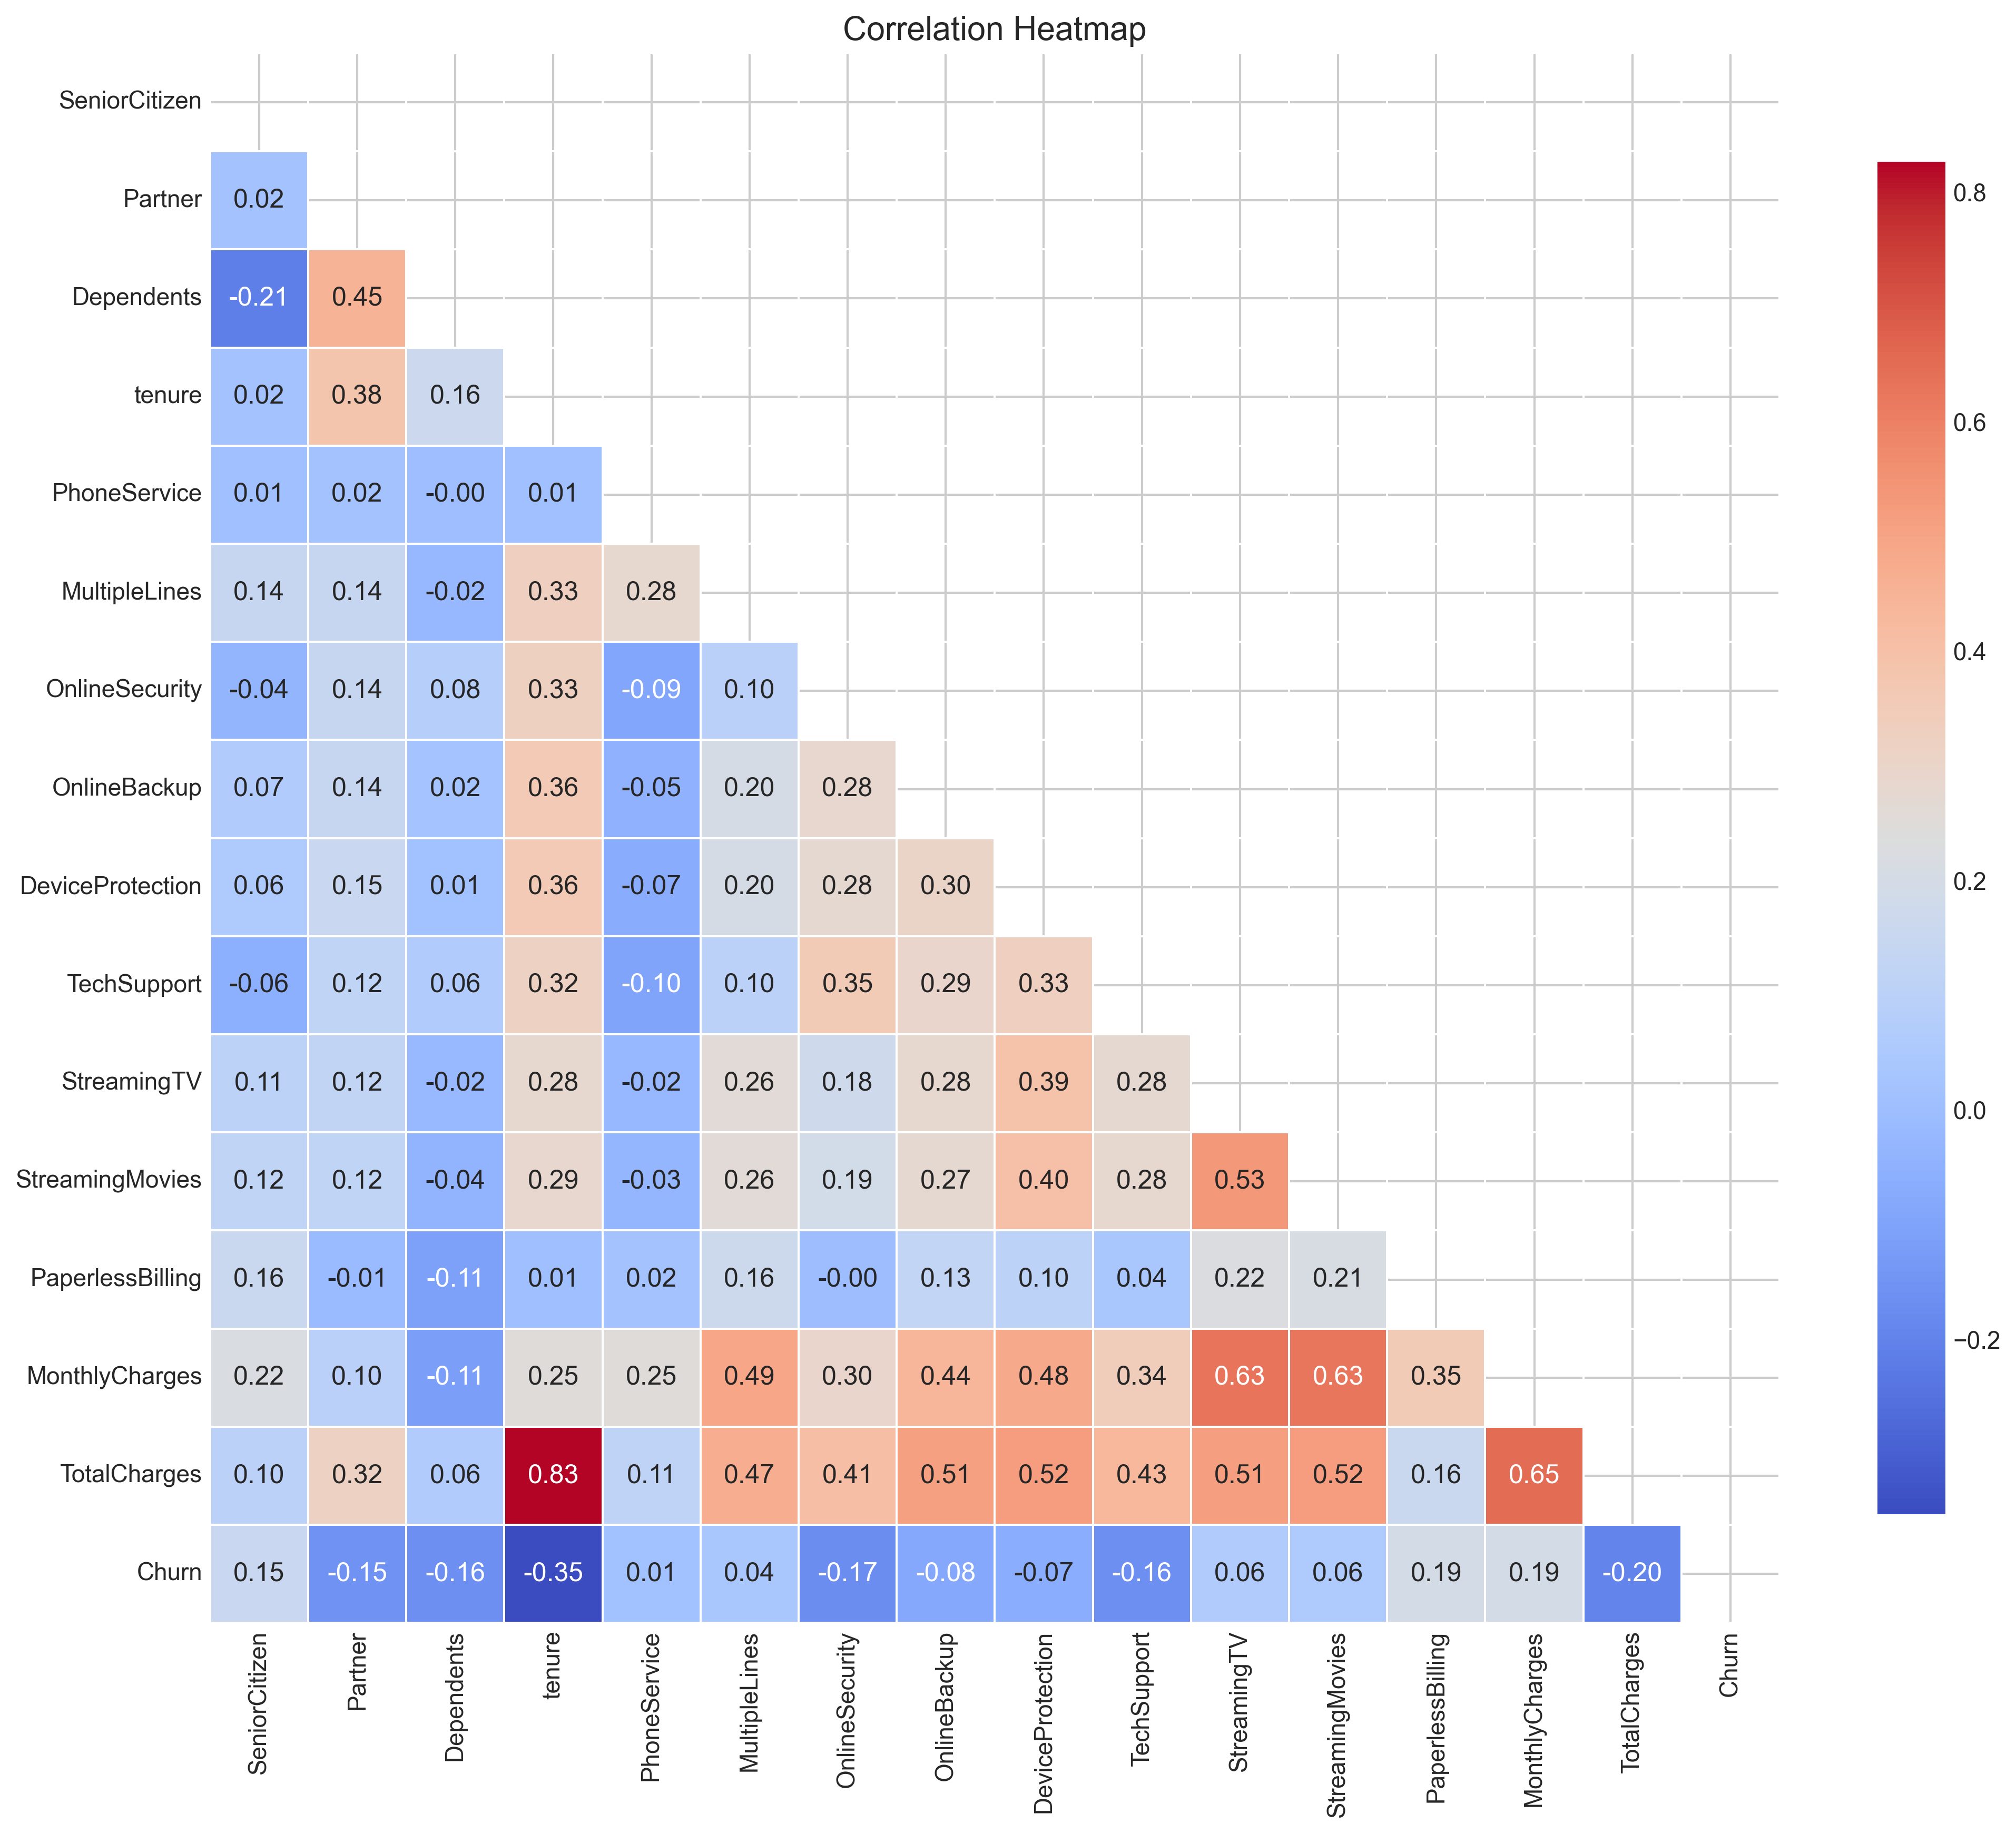 Correlation Heatmap
SeniorCitizen
Partner 0.02
Dependents -0.21 0.45
tenure 0.02 0.38 0.16
PhoneService 0.01 0.02 -0.00 0.01
MultipleLines 0.14 0.14 -0.02 0.33 0.28
OnlineSecurity -0.04 0.14 0.08 0.33 -0.09 0.10
OnlineBackup 0.07 0.14 0.02 0.36 -0.05 0.20 0.28
DeviceProtection 0.06 0.15 0.01 0.36 -0.07 0.20 0.28 0.30
TechSupport -0.06 0.12 0.06 0.32 -0.10 0.10 0.35 0.29 0.33
StreamingTV 0.11 0.12 -0.02 0.28 -0.02 0.26 0.18 0.28 0.39 0.28
StreamingMovies 0.12 0.12 -0.04 0.29 -0.03 0.26 0.19 0.27 0.40 0.28 0.53
PaperlessBilling 0.16 -0.01 -0.11 0.01 0.02 0.16 -0.00 0.13 0.10 0.04 0.22 0.21
MonthlyCharges 0.22 0.10 -0.11 0.25 0.25 0.49 0.30 0.44 0.48 0.34 0.63 0.63 0.35
TotalCharges 0.10 0.32 0.06 0.83 0.11 0.47 0.41 0.51 0.52 0.43 0.51 0.52 0.16 0.65
Churn 0.15 -0.15 -0.16 -0.35 0.01 0.04 -0.17 -0.08 -0.07 -0.16 0.06 0.06 0.19 0.19 -0.20
SeniorCitizen
Partner
Dependents
tenure
PhoneService
MultipleLines
OnlineSecurity
OnlineBackup
DeviceProtection
TechSupport
StreamingTV
StreamingMovies
PaperlessBilling
MonthlyCharges
TotalCharges
Churn
0.8
0.6
0.4
0.2
0.0
−0.2